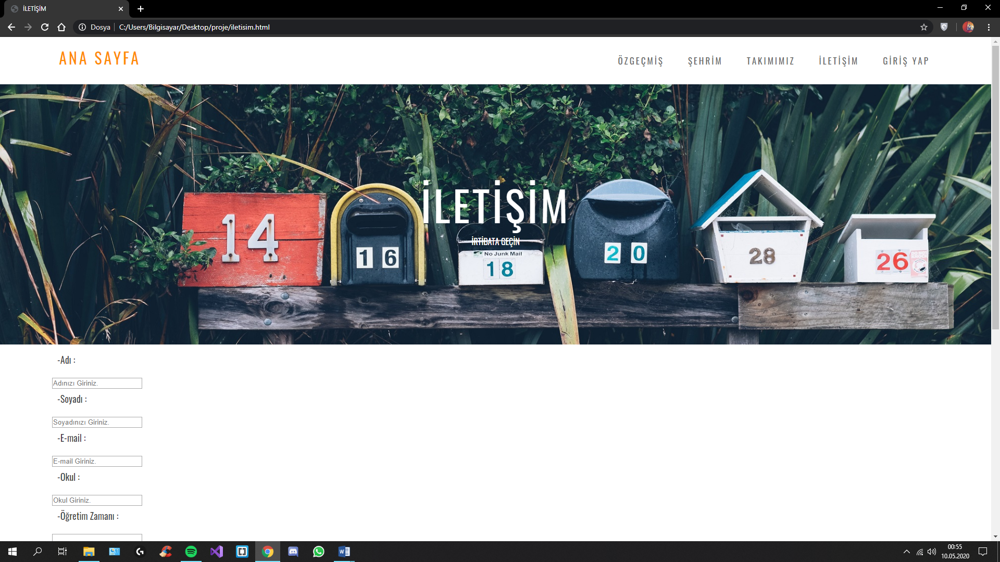 İLETİŞİM
Dosya C:/Users/Bilgisayar/Desktop/proje/iletisim.html
ANA SAYFA
ÖZGEÇMİŞ ŞEHRİM TAKIMIMIZ İLETİŞİM GİRİŞ YAP
İLETİŞİM
İRTİBATA GEÇİN
14
16
No Junk Mail
18
20
28
26
-Adı :
Adınızı Giriniz.
-Soyadı :
Soyadınızı Giriniz.
-E-mail :
E-mail Giriniz.
-Okul :
Okul Giriniz.
-Öğretim Zamanı :
00:55
10.05.2020